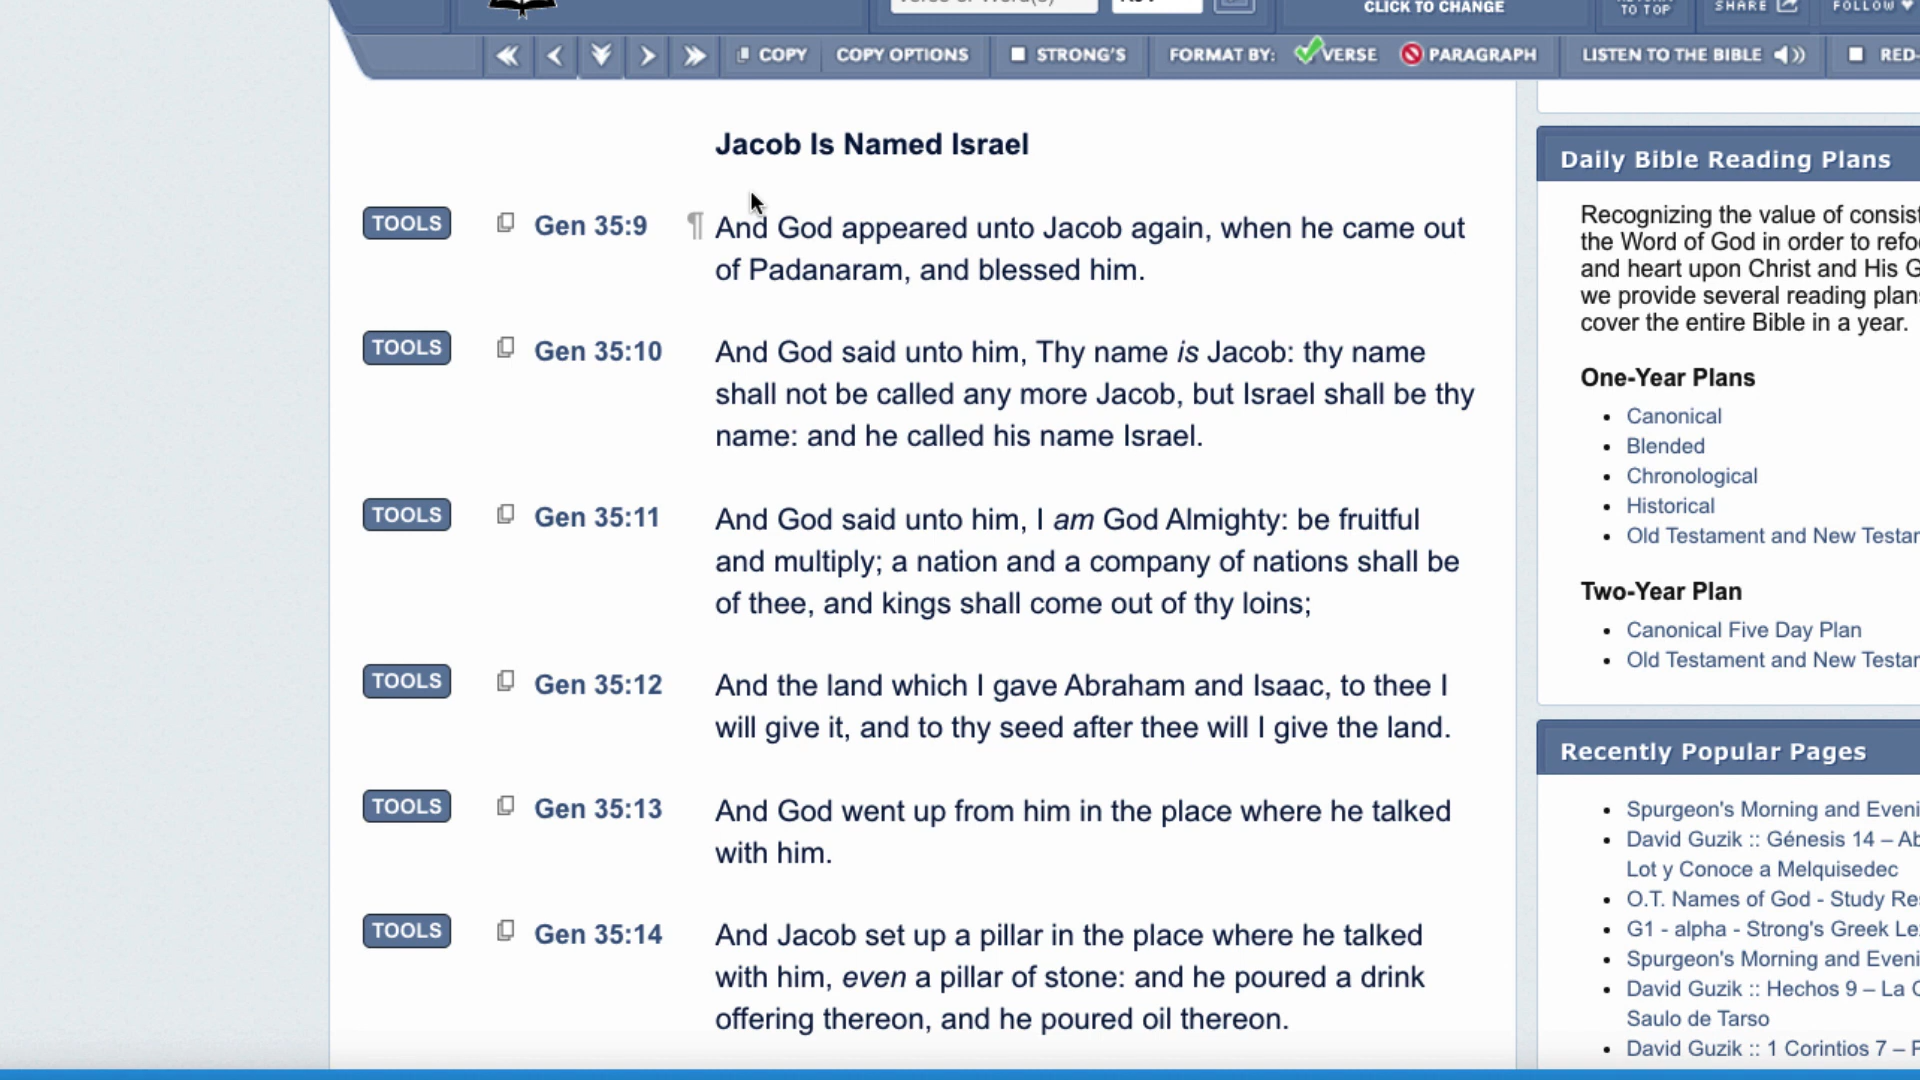 CLICK TO CHANGE
TO TOP
SHARE
FOLLOW
COPY
COPY OPTIONS
STRONG'S
FORMAT BY:
VERSE
PARAGRAPH
LISTEN TO THE BIBLE
RED-
Jacob Is Named Israel
TOOLS Gen 35:9 ¶ And God appeared unto Jacob again, when he came out
of Padanaram, and blessed him.
TOOLS Gen 35:10 And God said unto him, Thy name is Jacob: thy name
shall not be called any more Jacob, but Israel shall be thy
name: and he called his name Israel.
TOOLS Gen 35:11 And God said unto him, I am God Almighty: be fruitful
and multiply; a nation and a company of nations shall be
of thee, and kings shall come out of thy loins;
TOOLS Gen 35:12 And the land which I gave Abraham and Isaac, to thee I
will give it, and to thy seed after thee will I give the land.
TOOLS Gen 35:13 And God went up from him in the place where he talked
with him.
TOOLS Gen 35:14 And Jacob set up a pillar in the place where he talked
with him, even a pillar of stone: and he poured a drink
offering thereon, and he poured oil thereon.
Daily Bible Reading Plans
Recognizing the value of consist
the Word of God in order to refo
and heart upon Christ and His G
we provide several reading plan
cover the entire Bible in a year.
One-Year Plans
Canonical
Blended
Chronological
Historical
Old Testament and New Testa
Two-Year Plan
Canonical Five Day Plan
Old Testament and New Testa
Recently Popular Pages
Spurgeon's Morning and Eveni
David Guzik :: Génesis 14 – Ab
Lot y Conoce a Melquisedec
O.T. Names of God - Study Re
G1 - alpha - Strong's Greek Le
Spurgeon's Morning and Eveni
David Guzik :: Hechos 9 – La C
Saulo de Tarso
David Guzik :: 1 Corintios 7 –